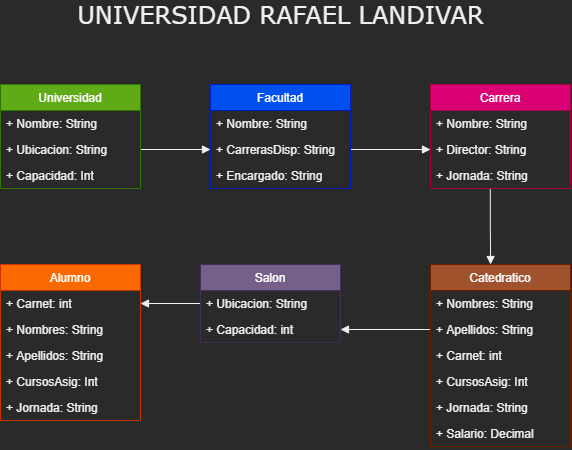 UNIVERSIDAD RAFAEL LANDIVAR
Universidad
+ Nombre: String
+ Ubicacion: String
+ Capacidad: Int
Facultad
+ Nombre: String
+ CarrerasDisp: String
+ Encargado: String
Carrera
+ Nombre: String
+ Director: String
+ Jornada: String
Alumno
+ Carnet: int
+ Nombres: String
+ Apellidos: String
+ CursosAsig: Int
+ Jornada: String
Salon
+ Ubicacion: String
+ Capacidad: int
Catedratico
+ Nombres: String
+ Apellidos: String
+ Carnet: int
+ CursosAsig: Int
+ Jornada: String
+ Salario: Decimal